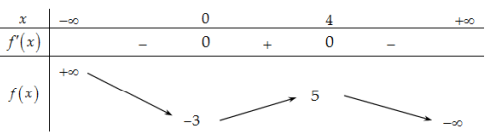 x −∞ 0 4 +∞
f'(x) − 0 + 0 −
+∞
5
f(x)
−3 −∞